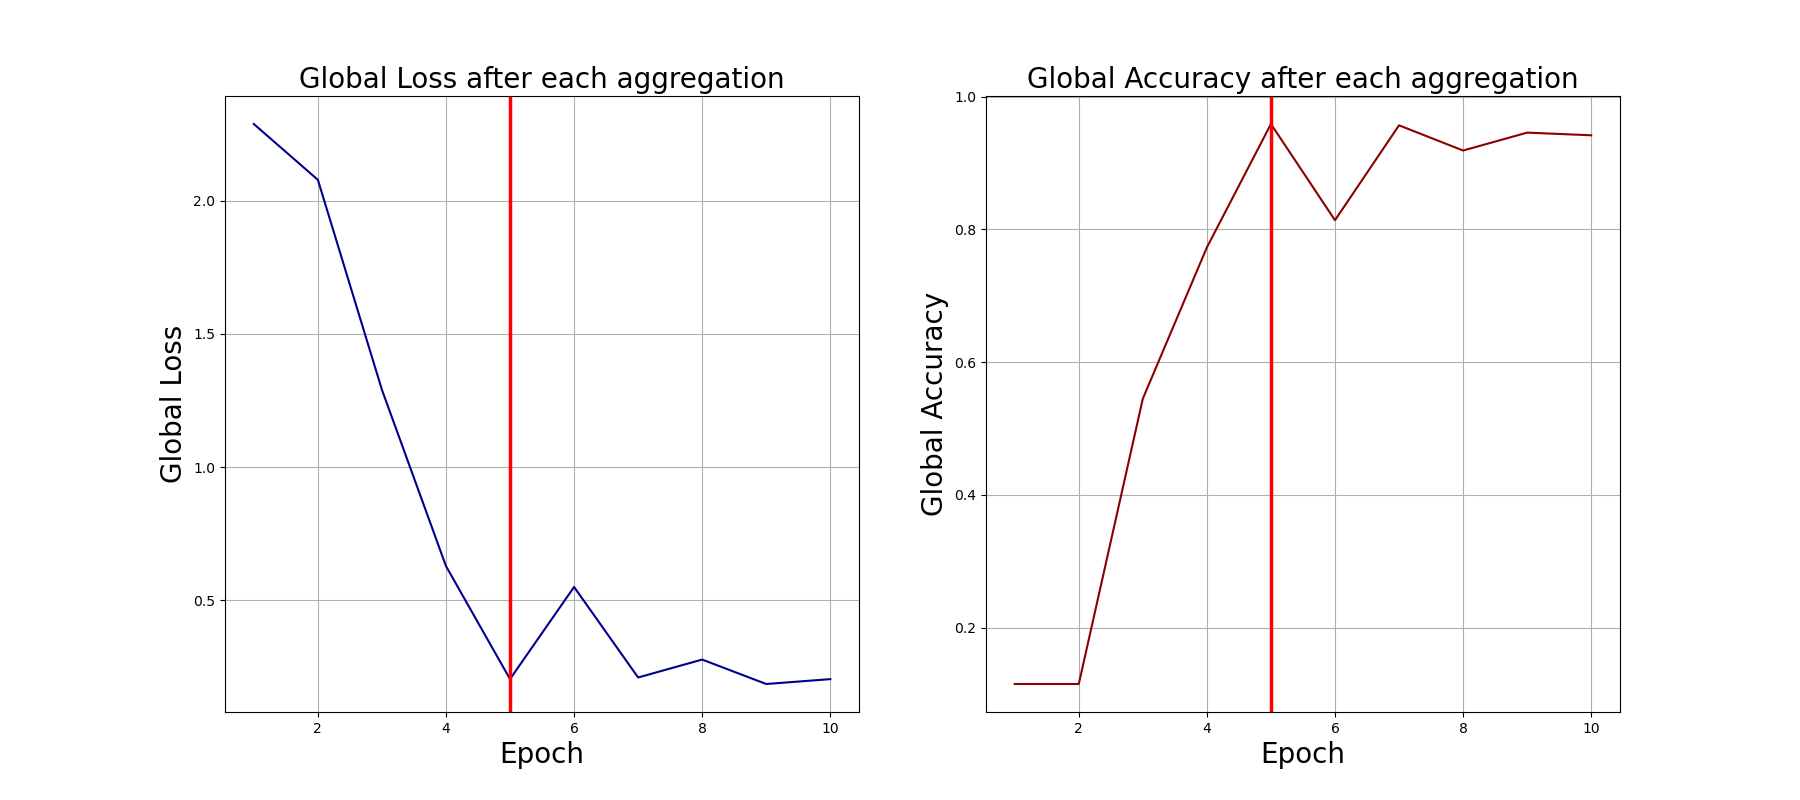 Global Loss after each aggregation
Global Loss
2.0
1.5
1.0
0.5
2 4 6 8 10
Epoch
Global Accuracy after each aggregation
Global Accuracy
1.0
0.8
0.6
0.4
0.2
2 4 6 8 10
Epoch